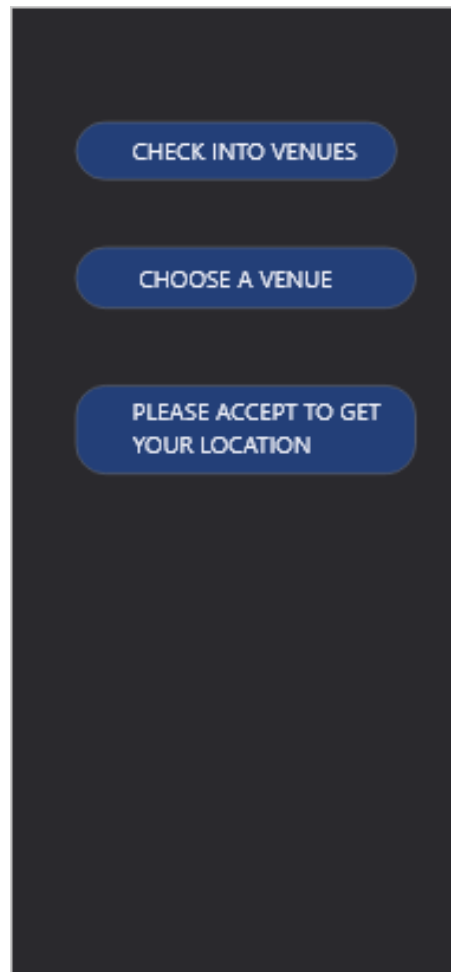 CHECK INTO VENUES
CHOOSE A VENUE
PLEASE ACCEPT TO GET
YOUR LOCATION